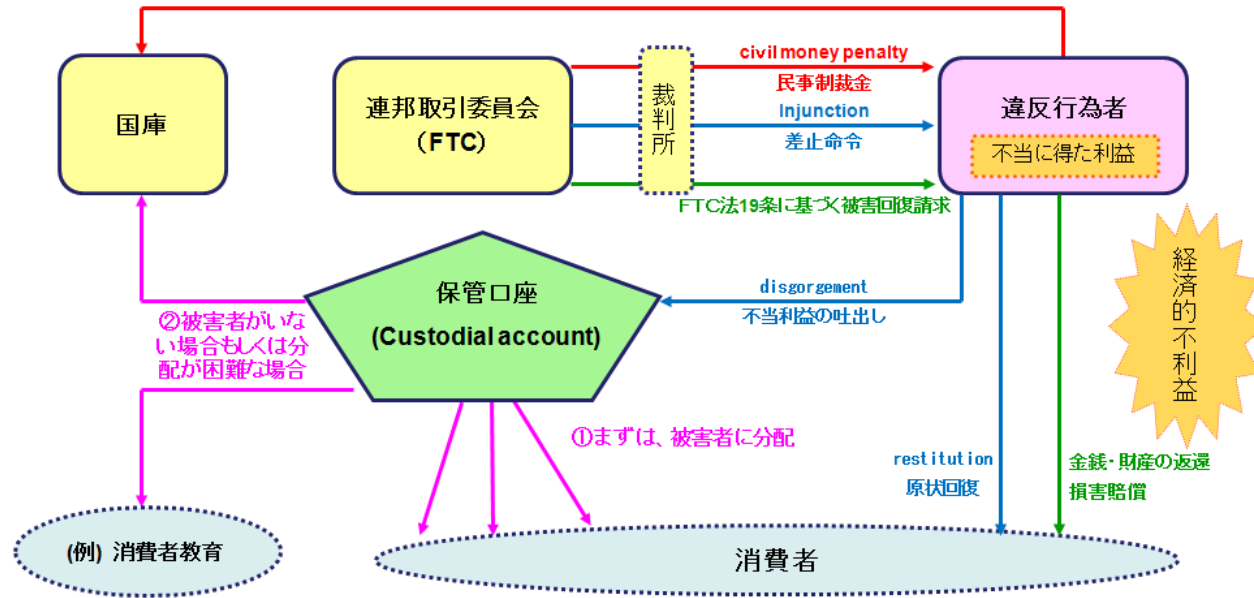 国庫
連邦取引委員会
（FTC）
裁判所
civil money penalty
民事制裁金
Injunction
差止命令
FTC法19条に基づく被害回復請求
違反行為者
不当に得た利益
経済的不利益
保管口座
(Custodial account)
disgorgement
不当利益の吐出し
②被害者がいな
い場合もしくは分
配が困難な場合
①まずは、被害者に分配
restitution
原状回復
金銭・財産の返還
損害賠償
(例) 消費者教育
消費者